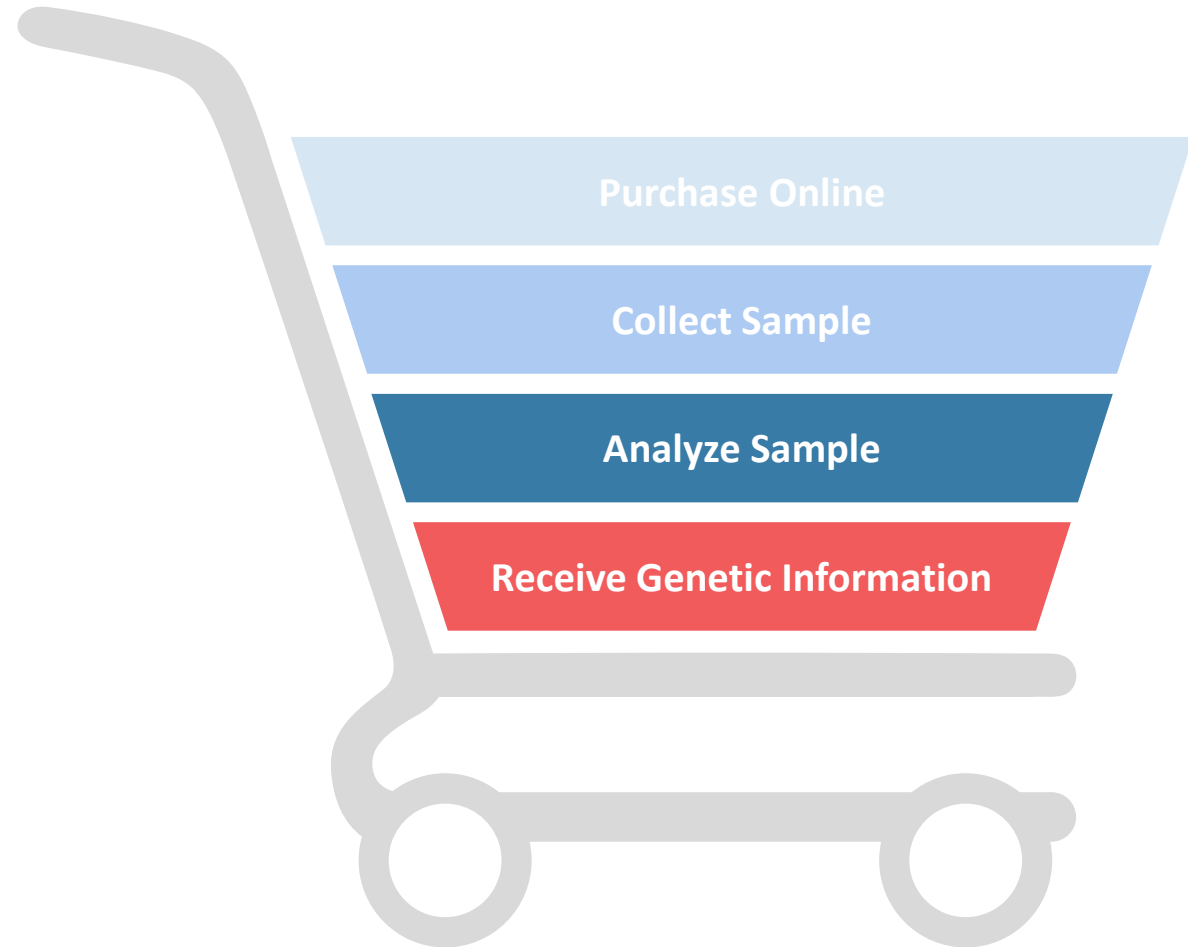 Purchase Online
Collect Sample
Analyze Sample
Receive Genetic Information